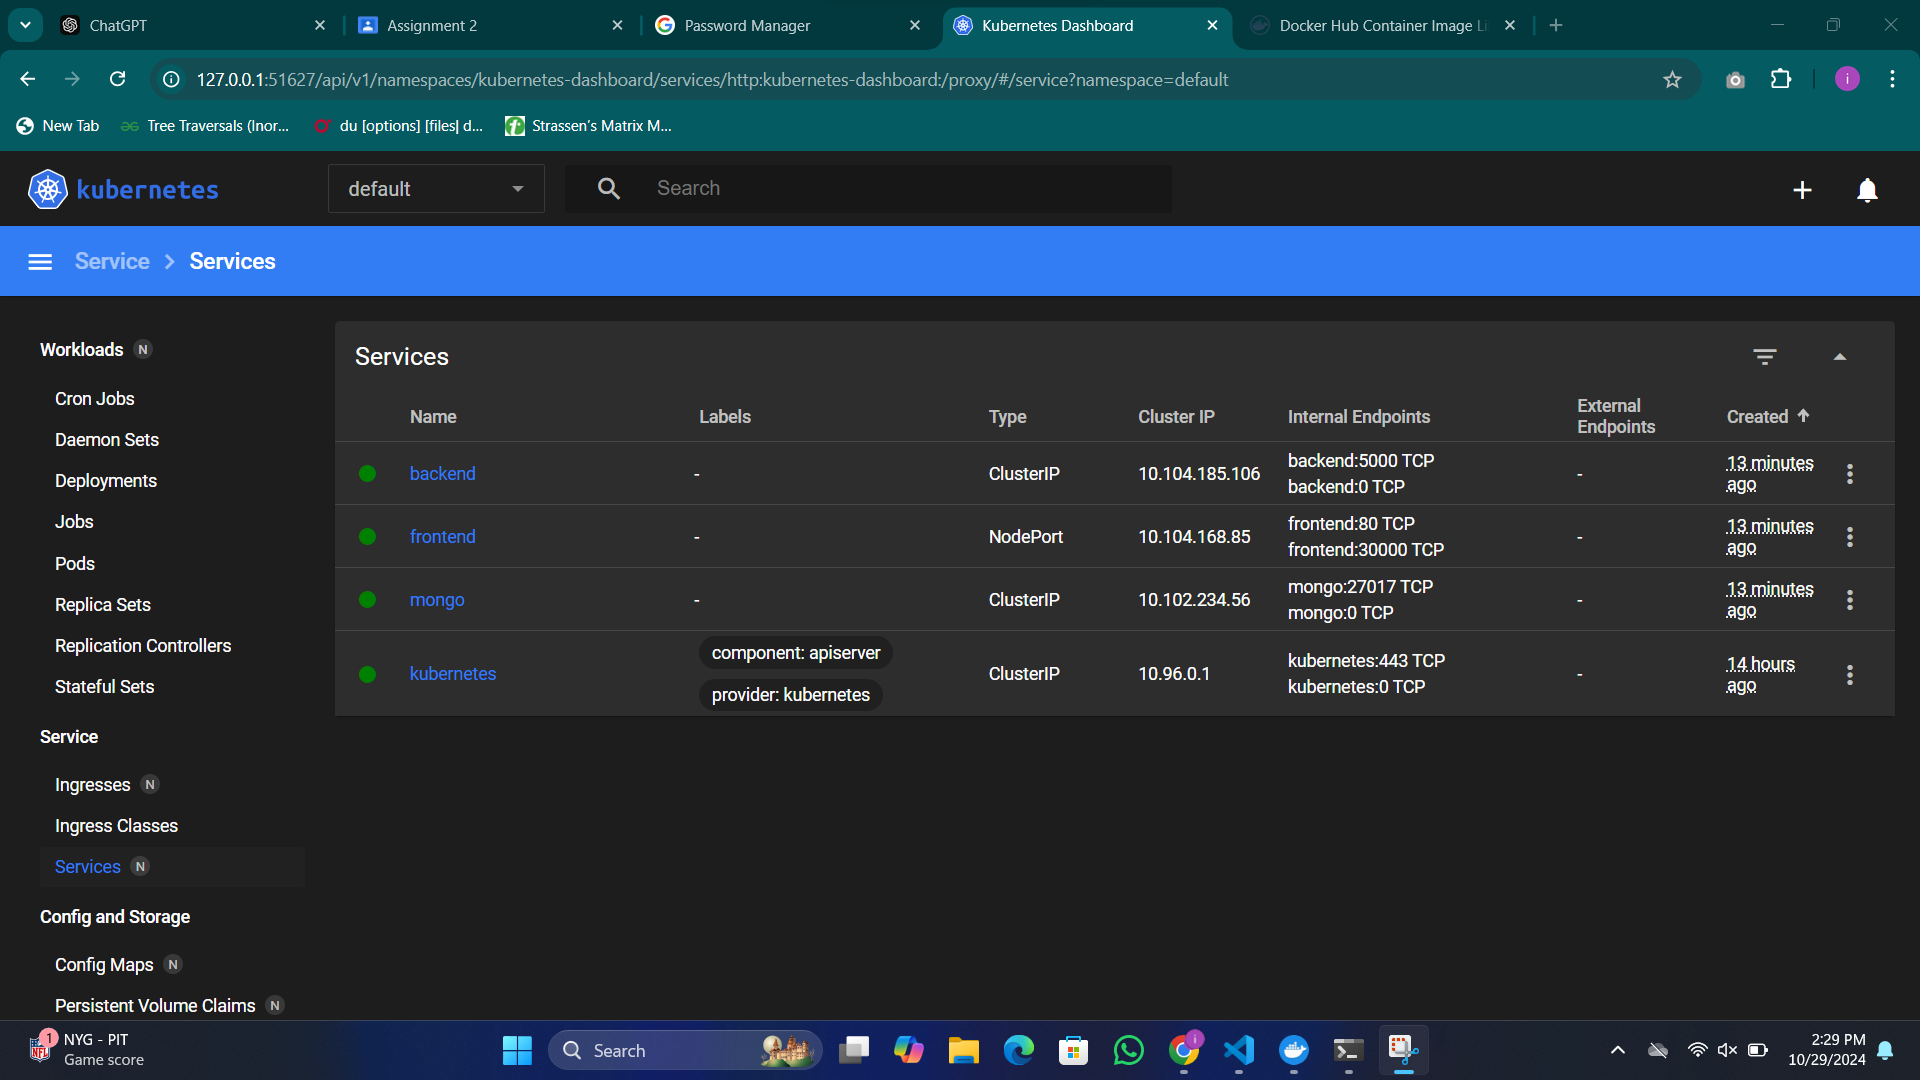 ChatGPT
Assignment 2
Password Manager
Kubernetes Dashboard
Docker Hub Container Image Li
127.0.0.1:51627/api/v1/namespaces/kubernetes-dashboard/services/http:kubernetes-dashboard:/proxy/#/service?namespace=default
i
New Tab
Tree Traversals (Inor...
du [options] [files| d...
Strassen's Matrix M...
kubernetes
default
Search
Service
Services
Workloads N
Cron Jobs
Daemon Sets
Deployments
Jobs
Pods
Replica Sets
Replication Controllers
Stateful Sets
Service
Ingresses N
Ingress Classes
Services N
Config and Storage
Config Maps N
Persistent Volume Claims N
Services
Name
Labels
Type
Cluster IP
Internal Endpoints
External
Endpoints
Created
backend
-
ClusterIP
10.104.185.106
backend:5000 TCP
backend:0 TCP
-
13 minutes
ago
frontend
-
NodePort
10.104.168.85
frontend:80 TCP
frontend:30000 TCP
-
13 minutes
ago
mongo
-
ClusterIP
10.102.234.56
mongo:27017 TCP
mongo:0 TCP
-
13 minutes
ago
kubernetes
component: apiserver
provider: kubernetes
ClusterIP
10.96.0.1
kubernetes:443 TCP
kubernetes:0 TCP
-
14 hours
ago
1
NFL
NYG - PIT
Game score
Search
i
2:29 PM
10/29/2024